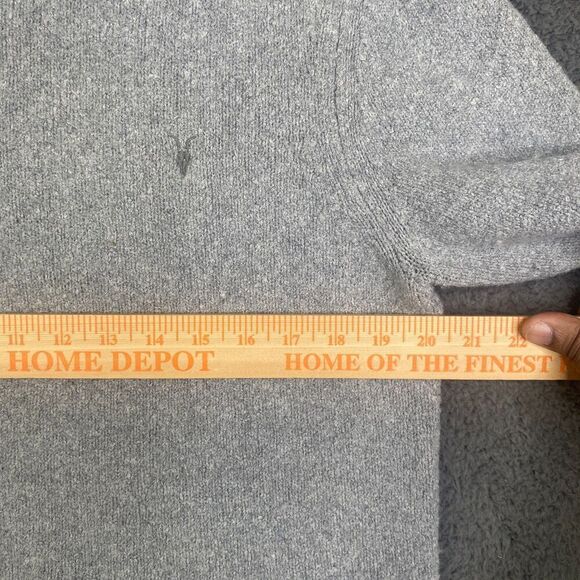 11 12 13 14 15 16 17 18 19 20 21 22
HOME DEPOT HOME OF THE FINEST